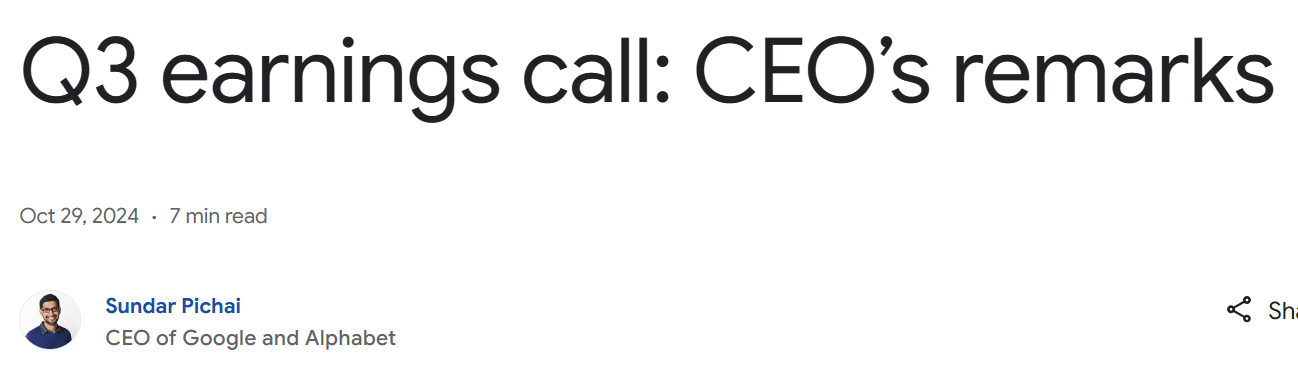 Q3 earnings call: CEO’s remarks
Oct 29, 2024 · 7 min read
Sundar Pichai
CEO of Google and Alphabet